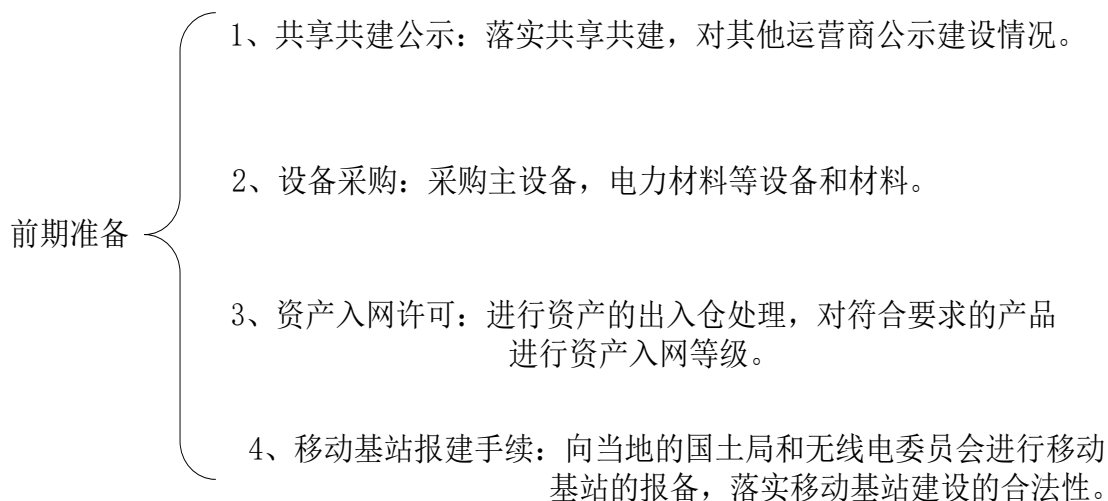 1、共享共建公示：落实共享共建，对其他运营商公示建设情况。
2、设备采购：采购主设备，电力材料等设备和材料。
前期准备
3、资产入网许可：进行资产的出入仓处理，对符合要求的产品
进行资产入网等级。
4、移动基站报建手续：向当地的国土局和无线电委员会进行移动
基站的报备，落实移动基站建设的合法性。